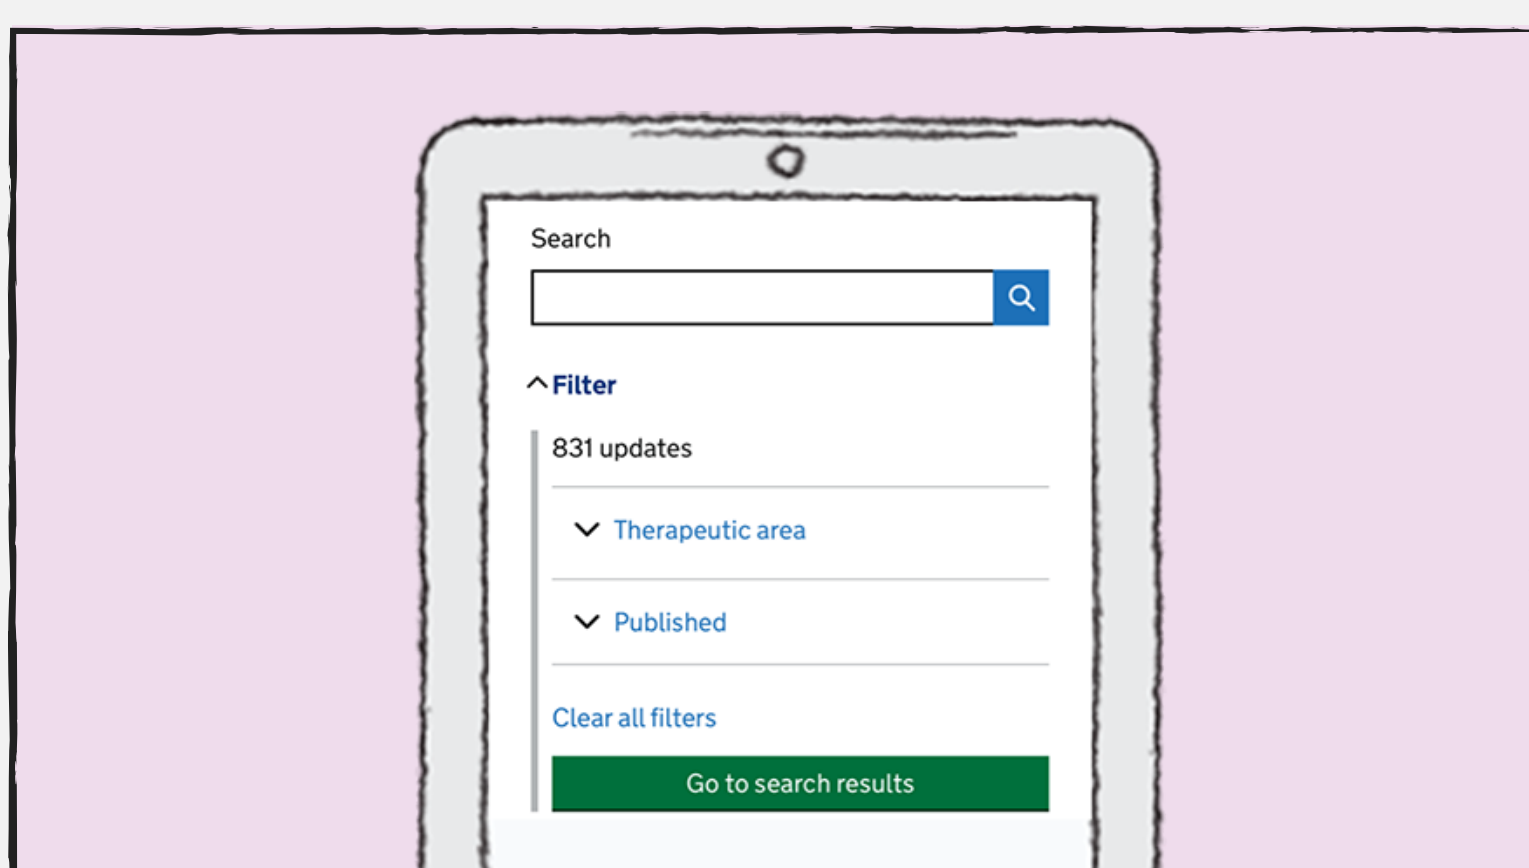 Search
Filter
831 updates
Therapeutic area
Published
Clear all filters
Go to search results